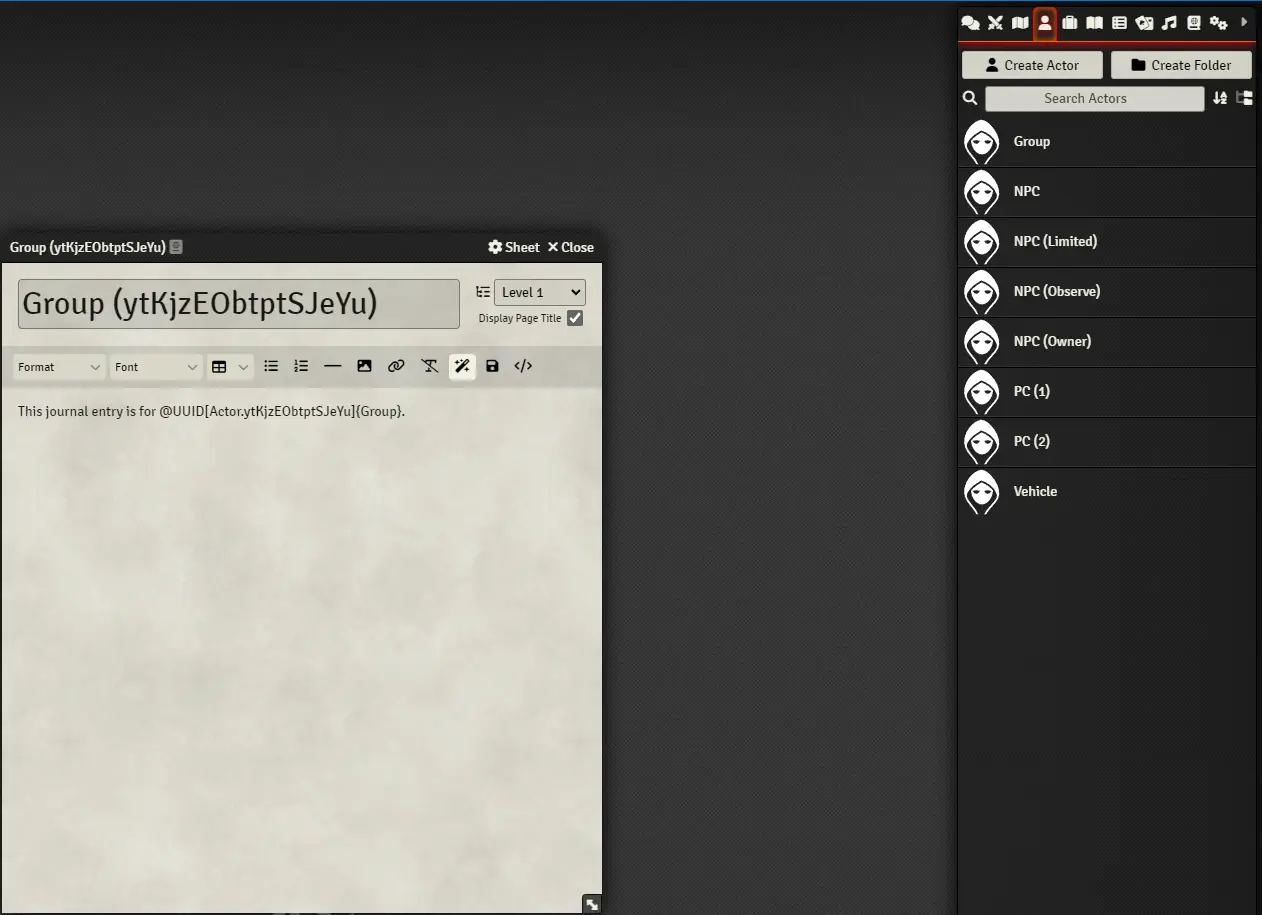 Create Actor Create Folder
Search Actors
Group
NPC
NPC (Limited)
NPC (Observe)
NPC (Owner)
PC (1)
PC (2)
Vehicle
Group (ytKjzEObtptSJeYu) Sheet Close
Group (ytKjzEObtptSJeYu) Level 1
Display Page Title
Format Font
This journal entry is for @UUID[Actor.ytKjzEObtptSJeYu]{Group}.